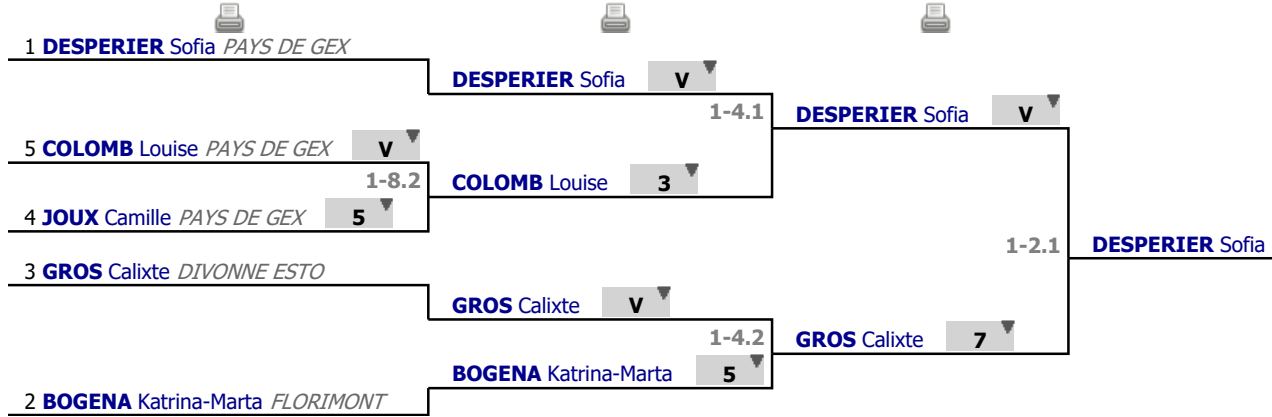 1 DESPERIER Sofia PAYS DE GEX
DESPERIER Sofia V
1-4.1
DESPERIER Sofia V
5 COLOMB Louise PAYS DE GEX V
1-8.2
COLOMB Louise 3
4 JOUX Camille PAYS DE GEX 5
1-2.1
DESPERIER Sofia
3 GROS Calixte DIVONNE ESTO
GROS Calixte V
1-4.2
GROS Calixte 7
BOGENA Katrina-Marta 5
2 BOGENA Katrina-Marta FLORIMONT